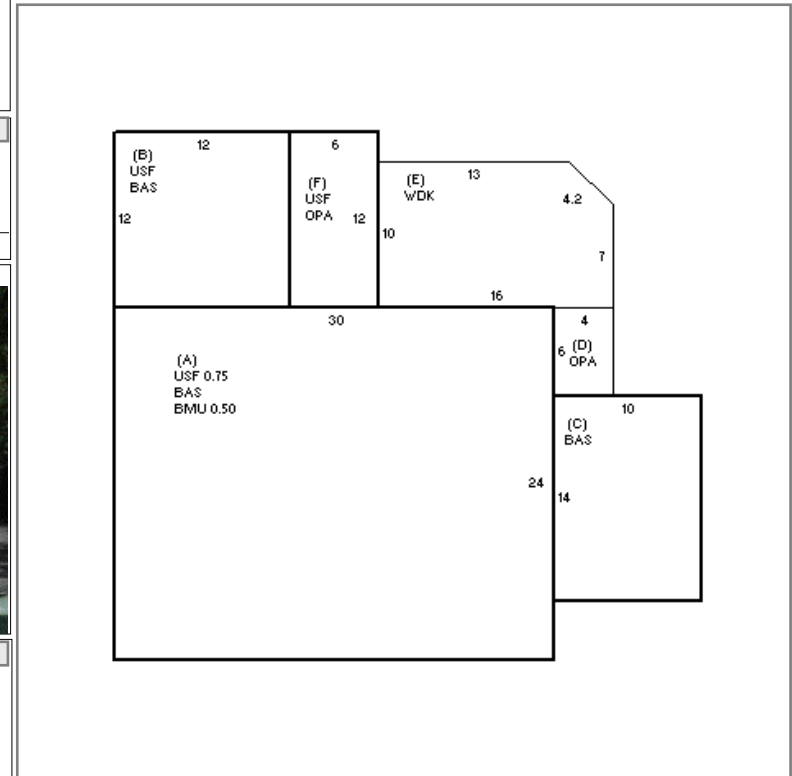 (B)
USF
BAS
12
12
(F)
USF
OPA
6
12
(E)
WDK
13
4.2
10
7
16
30
(A)
USF 0.75
BAS
BMU 0.50
24
4
6
(D)
OPA
10
(C)
BAS
14